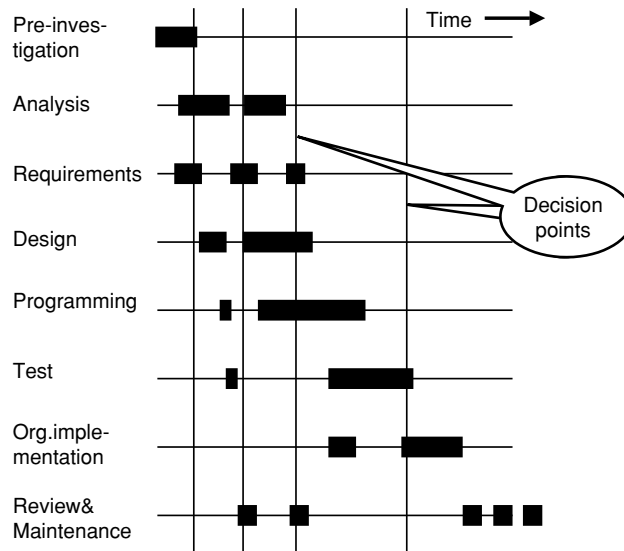 Pre-inves-
tigation
Time
Analysis
Requirements
Decision
points
Design
Programming
Test
Org.imple-
mentation
Review&
Maintenance